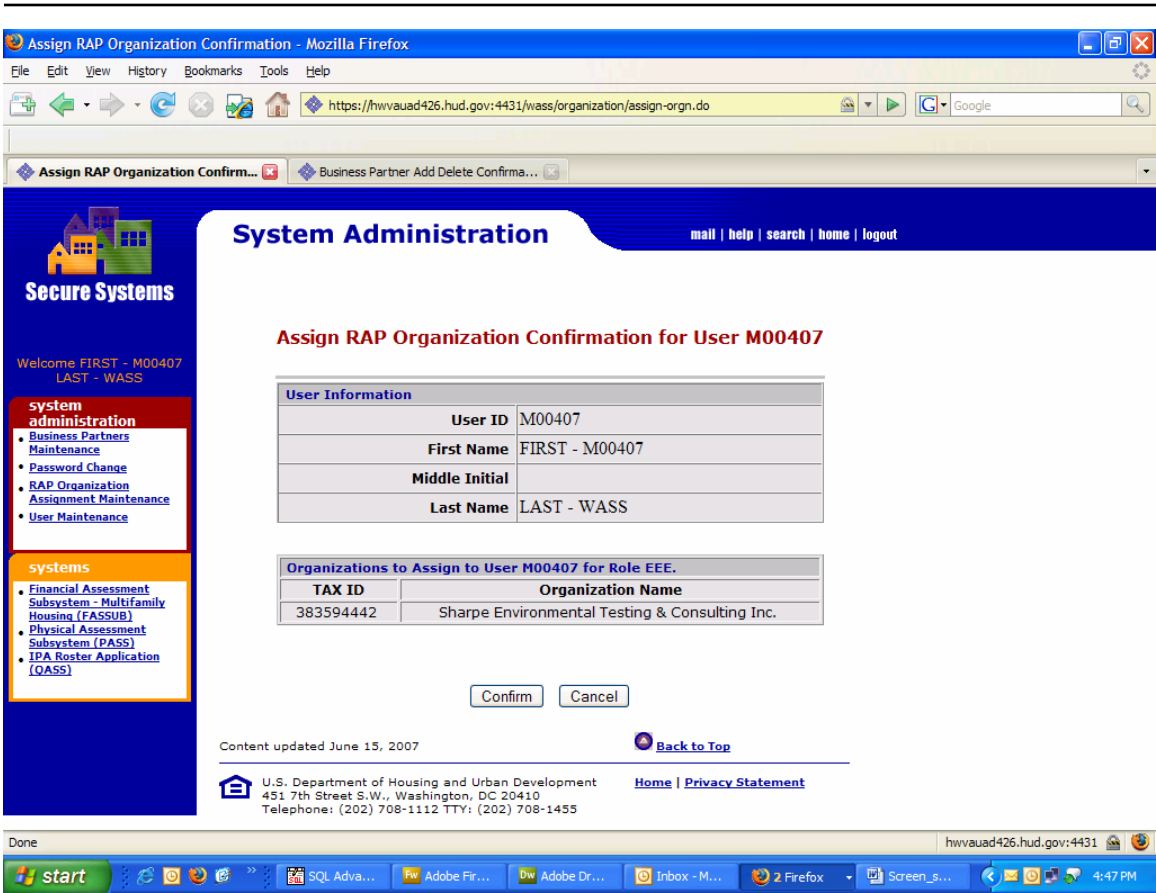 Assign RAP Organization Confirmation - Mozilla Firefox
File Edit View History Bookmarks Tools Help
https://hwvauad426.hud.gov:4431/wass/organization/assign-orgn.do
G Google
Assign RAP Organization Confirm...
Business Partner Add Delete Confirma...
System Administration
mail | help | search | home | logout
Secure Systems
Welcome FIRST - M00407
LAST - WASS
system
administration
Business Partners
Maintenance
Password Change
RAP Organization
Assignment Maintenance
User Maintenance
systems
Financial Assessment
Subsystem - Multifamily
Housing (FASSUB)
Physical Assessment
Subsystem (PASS)
IPA Roster Application
(QASS)
Assign RAP Organization Confirmation for User M00407
User Information
User ID M00407
First Name FIRST - M00407
Middle Initial
Last Name LAST - WASS
Organizations to Assign to User M00407 for Role EEE.
TAX ID Organization Name
383594442 Sharpe Environmental Testing & Consulting Inc.
Confirm Cancel
Content updated June 15, 2007
Back to Top
U.S. Department of Housing and Urban Development
451 7th Street S.W., Washington, DC 20410
Telephone: (202) 708-1112 TTY: (202) 708-1455
Home | Privacy Statement
Done
hwvauad426.hud.gov:4431
start
SQL
SQL Adva...
Fw Adobe Fir...
Dw Adobe Dr...
Inbox - M...
2 Firefox
Screen_s...
4:47 PM